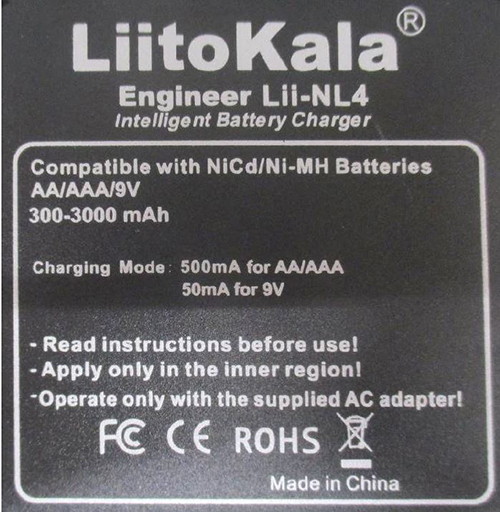 LiitoKala®
Engineer Lii-NL4
Intelligent Battery Charger
Compatible with NiCd/Ni-MH Batteries
AA/AAA/9V
300-3000 mAh
Charging Mode: 500mA for AA/AAA
50mA for 9V
- Read instructions before use!
- Apply only in the inner region!
-Operate only with the supplied AC adapter!
FC CE ROHS
Made in China